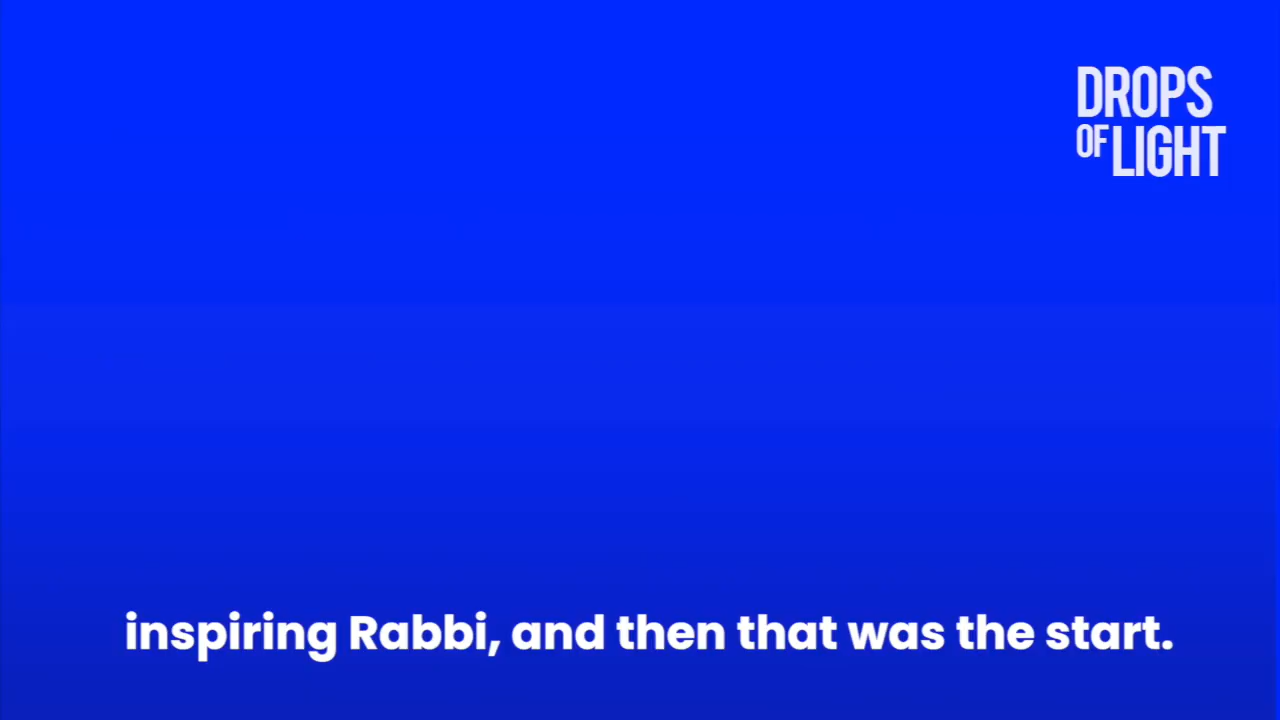 DROPS
OF LIGHT
inspiring Rabbi, and then that was the start.